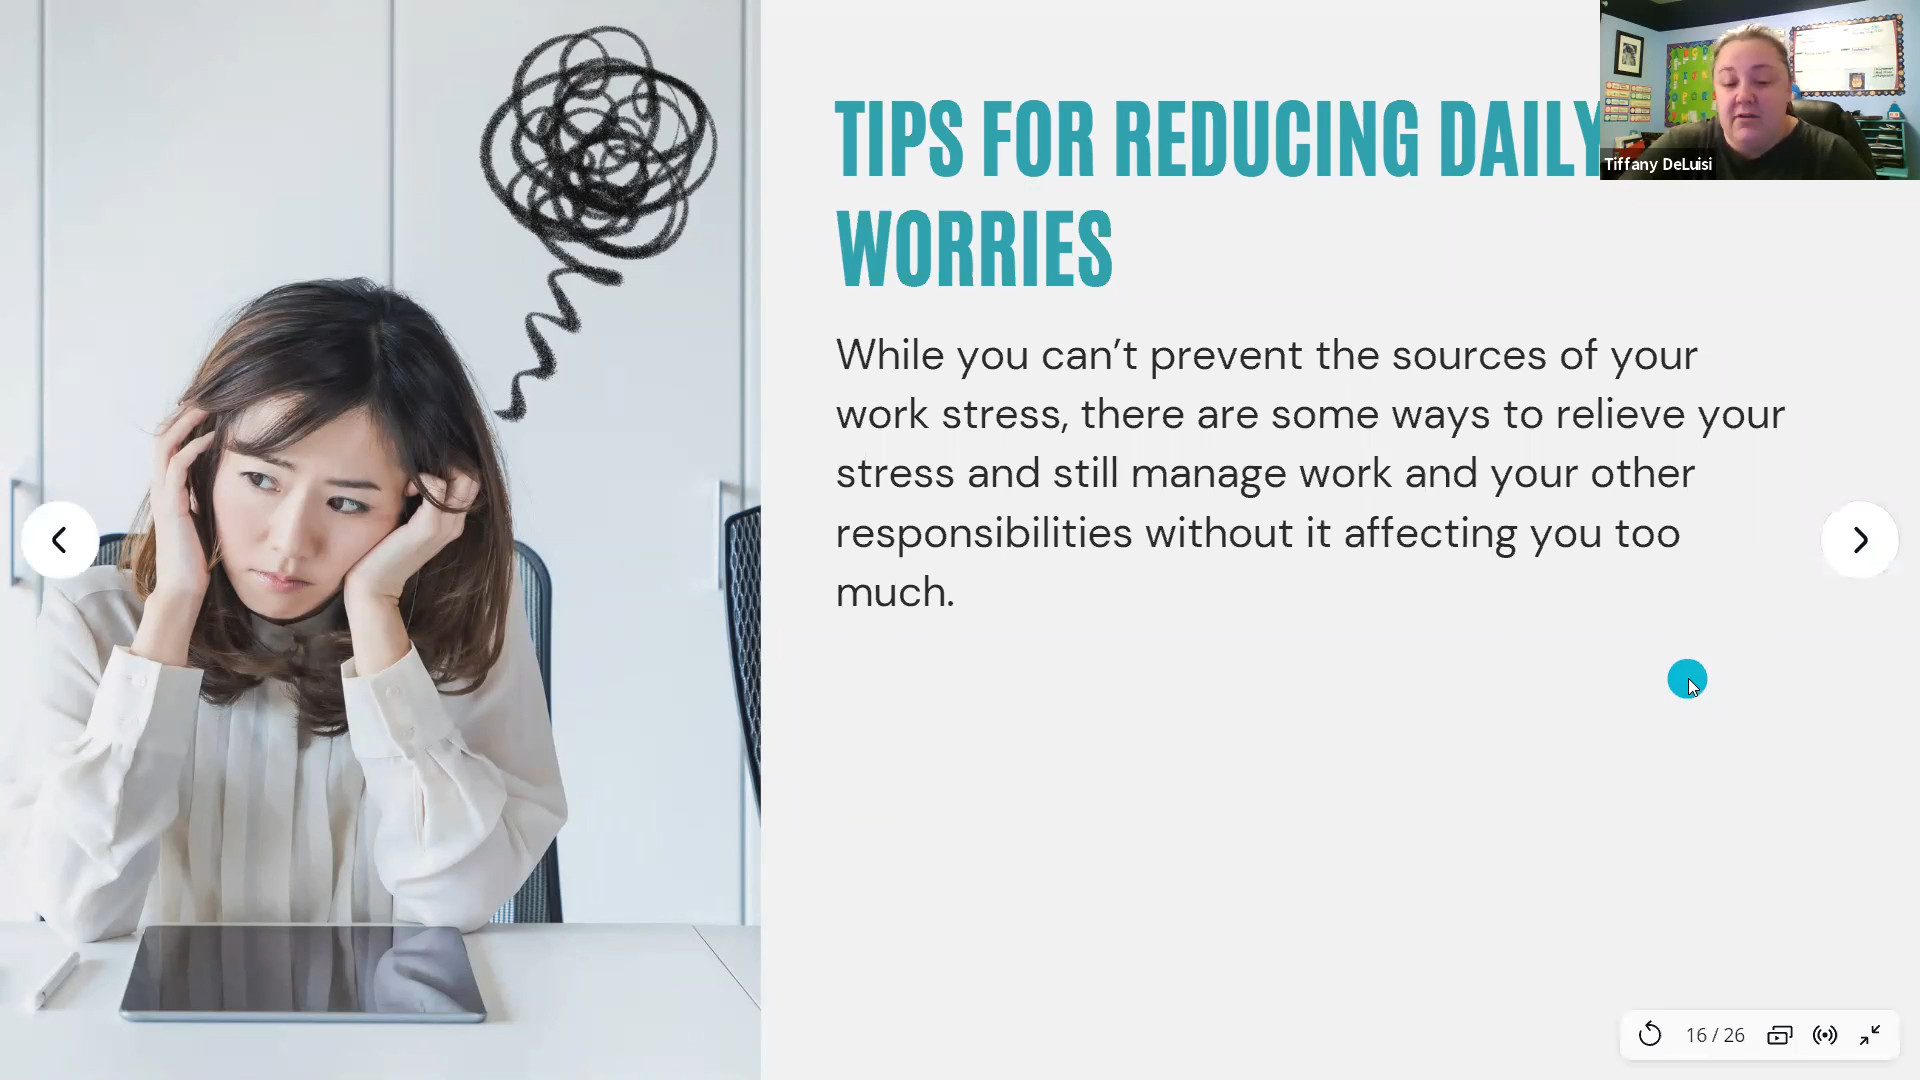 TIPS FOR REDUCING DAILY
WORRIES
Tiffany DeLuisi
While you can’t prevent the sources of your
work stress, there are some ways to relieve your
stress and still manage work and your other
responsibilities without it affecting you too
much.
16 / 26